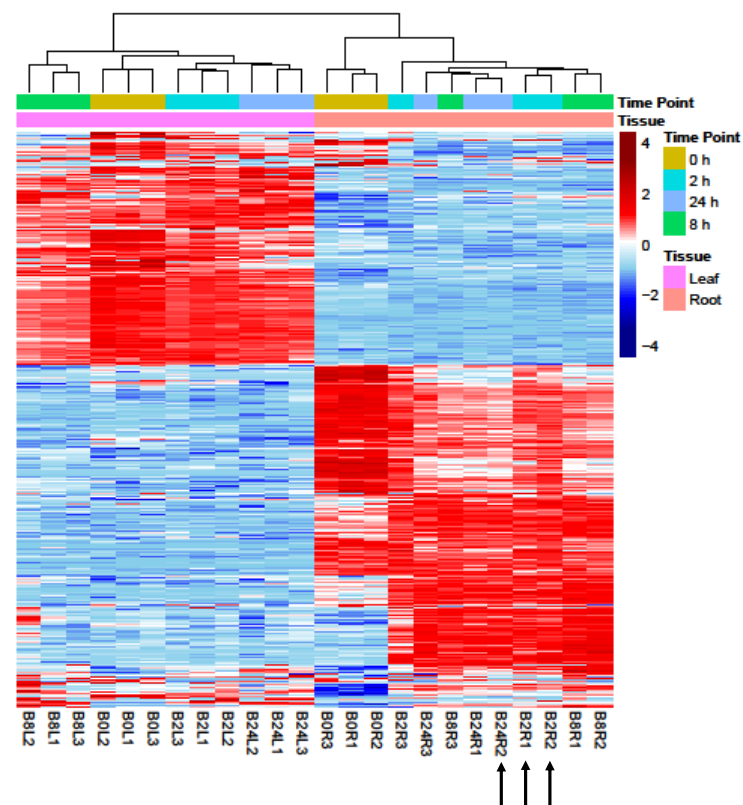 Time Point
Tissue
4
2
0
−2
−4
Time Point
0 h
2 h
24 h
8 h
Tissue
Leaf
Root
B8L2
B8L1
B8L3
B0L2
B0L1
B0L3
B2L3
B2L1
B2L2
B24L2
B24L1
B24L3
B0R3
B0R1
B0R2
B2R3
B24R3
B8R3
B24R1
B24R2
B2R1
B2R2
B8R1
B8R2